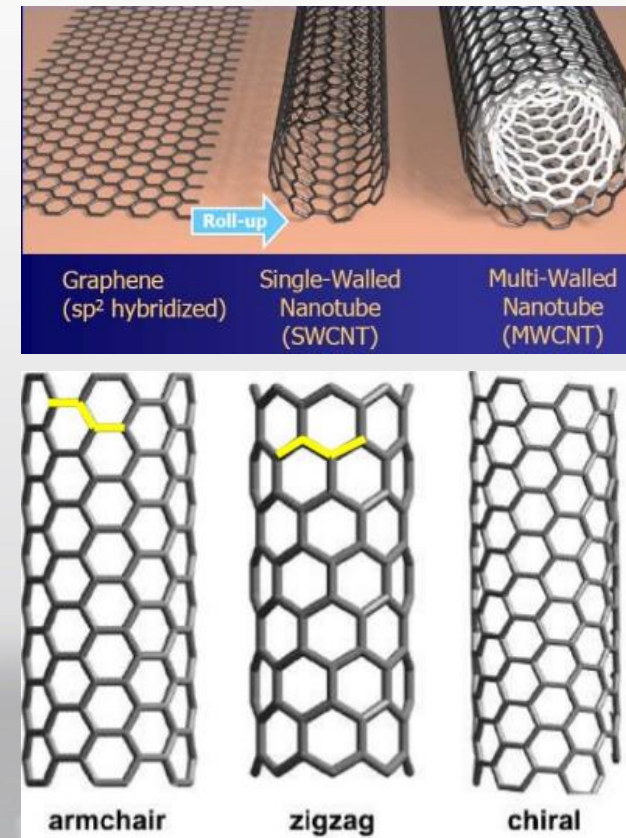 Roll-up
Graphene
(sp² hybridized)
Single-Walled
Nanotube
(SWCNT)
Multi-Walled
Nanotube
(MWCNT)
armchair
zigzag
chiral